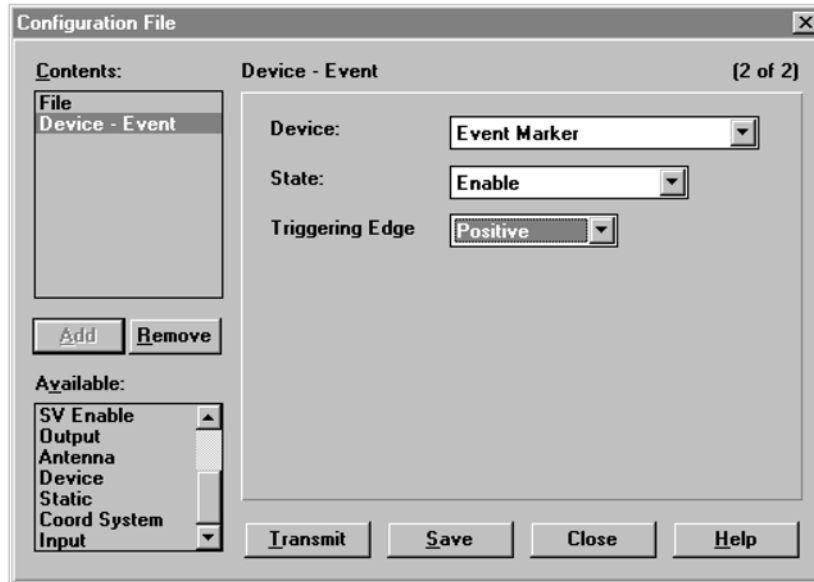 Configuration File
Contents:
Device - Event (2 of 2)
File
Device - Event
Device: Event Marker
State: Enable
Triggering Edge Positive
Add Remove
Available:
SV Enable
Output
Antenna
Device
Static
Coord System
Input
Transmit Save Close Help